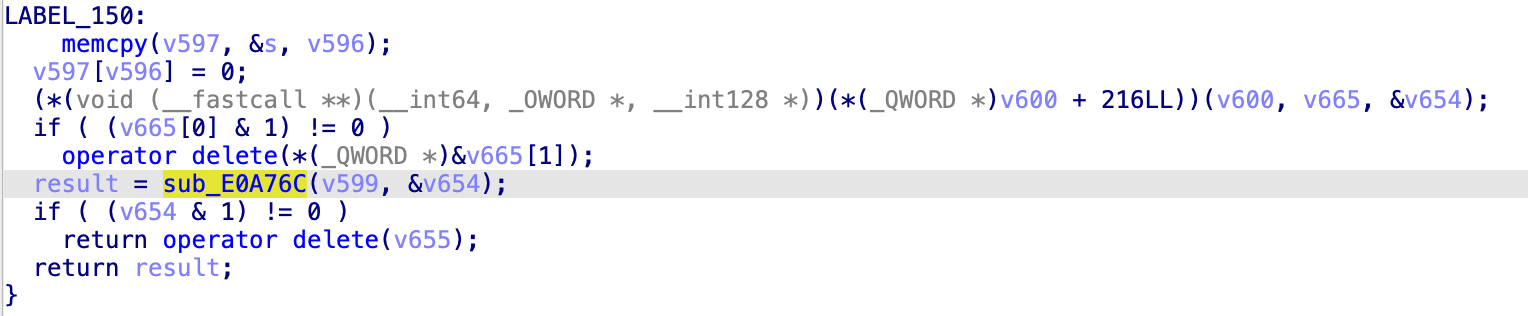 LABEL_150:
    memcpy(v597, &s, v596);
  v597[v596] = 0;
  (*(void (__fastcall **)(__int64, _OWORD *, __int128 *))(*(_QWORD *)v600 + 216LL))(v600, v665, &v654);
  if ( (v665[0] & 1) != 0 )
    operator delete(*(_QWORD *)&v665[1]);
  result = sub_E0A76C(v599, &v654);
  if ( (v654 & 1) != 0 )
    return operator delete(v655);
  return result;
}